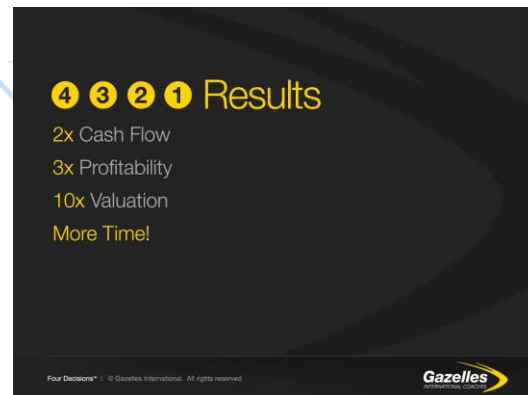 4 3 2 1 Results
2x Cash Flow
3x Profitability
10x Valuation
More Time!
Four Decisions™ | © Gazelles International. All rights reserved
Gazelles
INTERNATIONAL COACHES